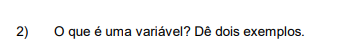 2) O que é uma variável? Dê dois exemplos.